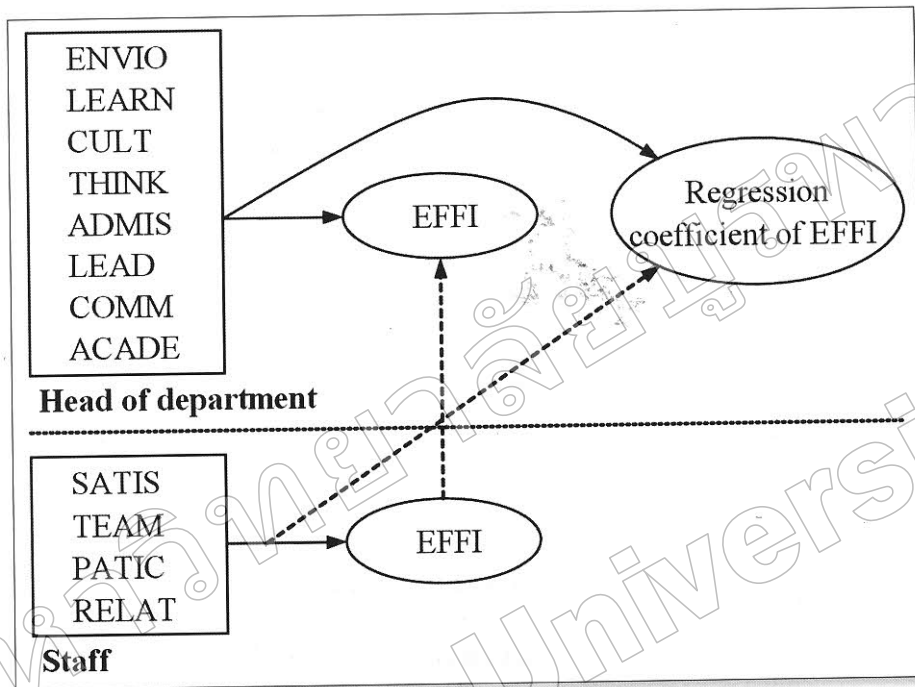 ENVIO
LEARN
CULT
THINK
ADMIS
LEAD
COMM
ACADE
EFFI
Regression
coefficient of EFFI
Head of department
SATIS
TEAM
PATIC
RELAT
EFFI
Staff